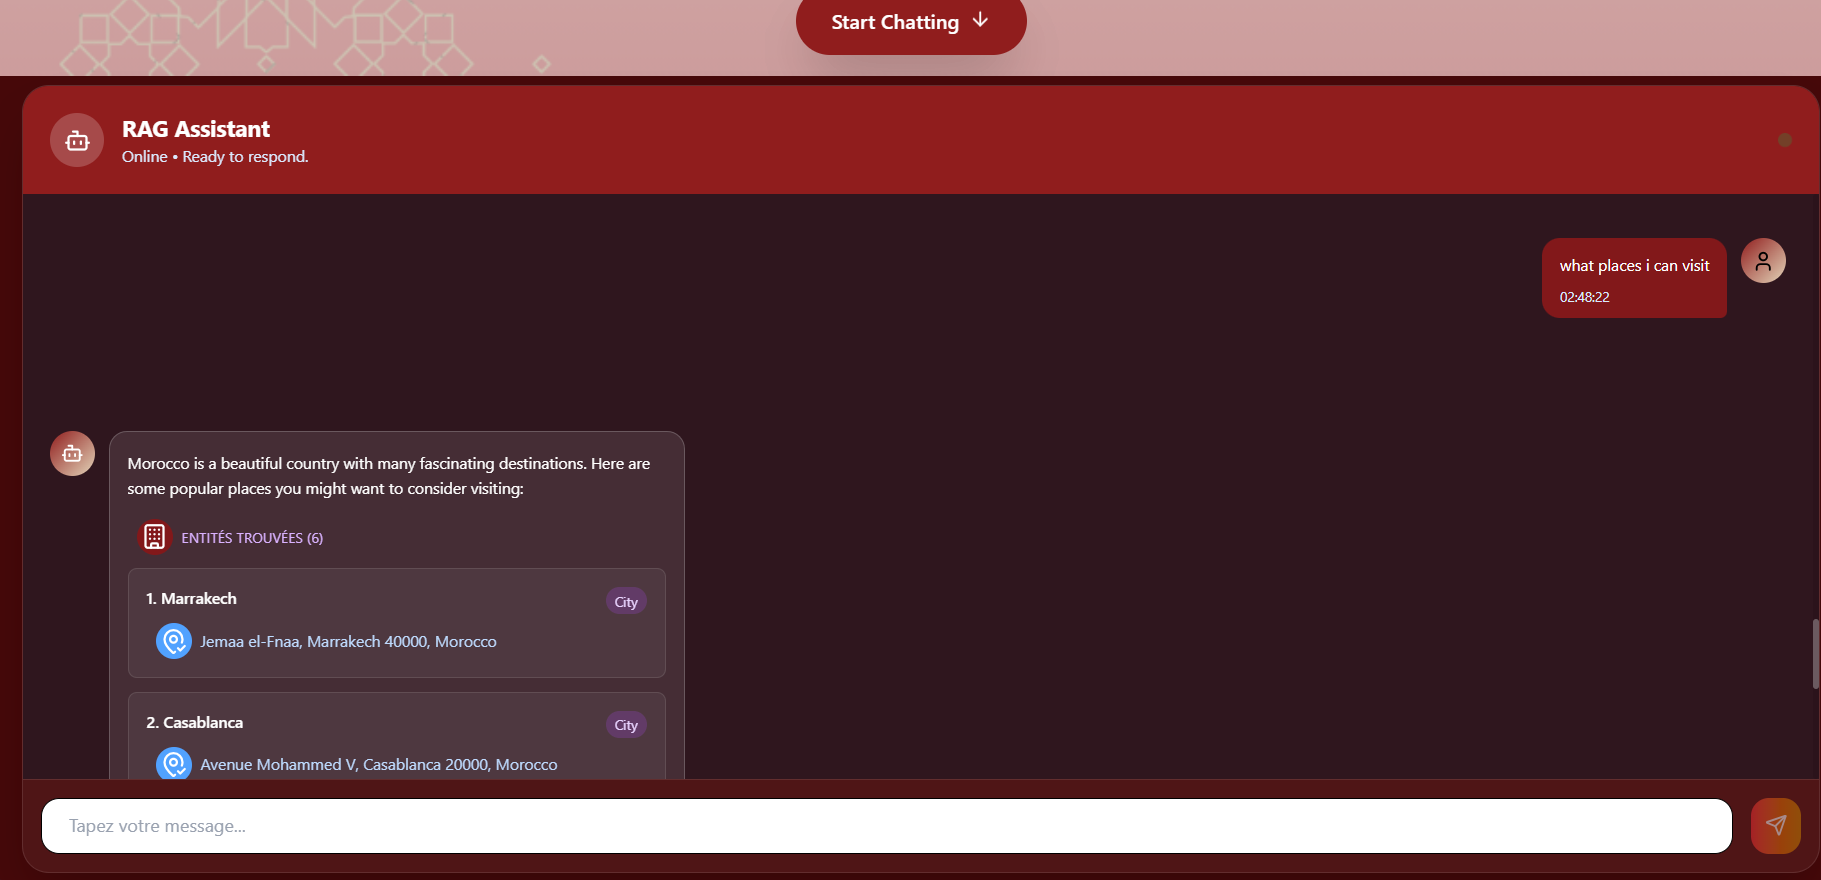 Start Chatting
RAG Assistant
Online • Ready to respond.
what places i can visit
02:48:22
Morocco is a beautiful country with many fascinating destinations. Here are
some popular places you might want to consider visiting:
ENTITÉS TROUVÉES (6)
1. Marrakech
City
Jemaa el-Fnaa, Marrakech 40000, Morocco
2. Casablanca
City
Avenue Mohammed V, Casablanca 20000, Morocco
Tapez votre message...